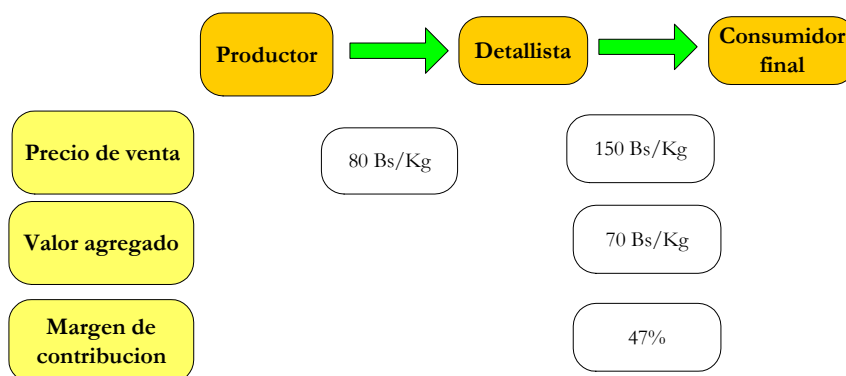 Productor
Detallista
Consumidor
final
Precio de venta
80 Bs/Kg
150 Bs/Kg
Valor agregado
70 Bs/Kg
Margen de
contribucion
47%